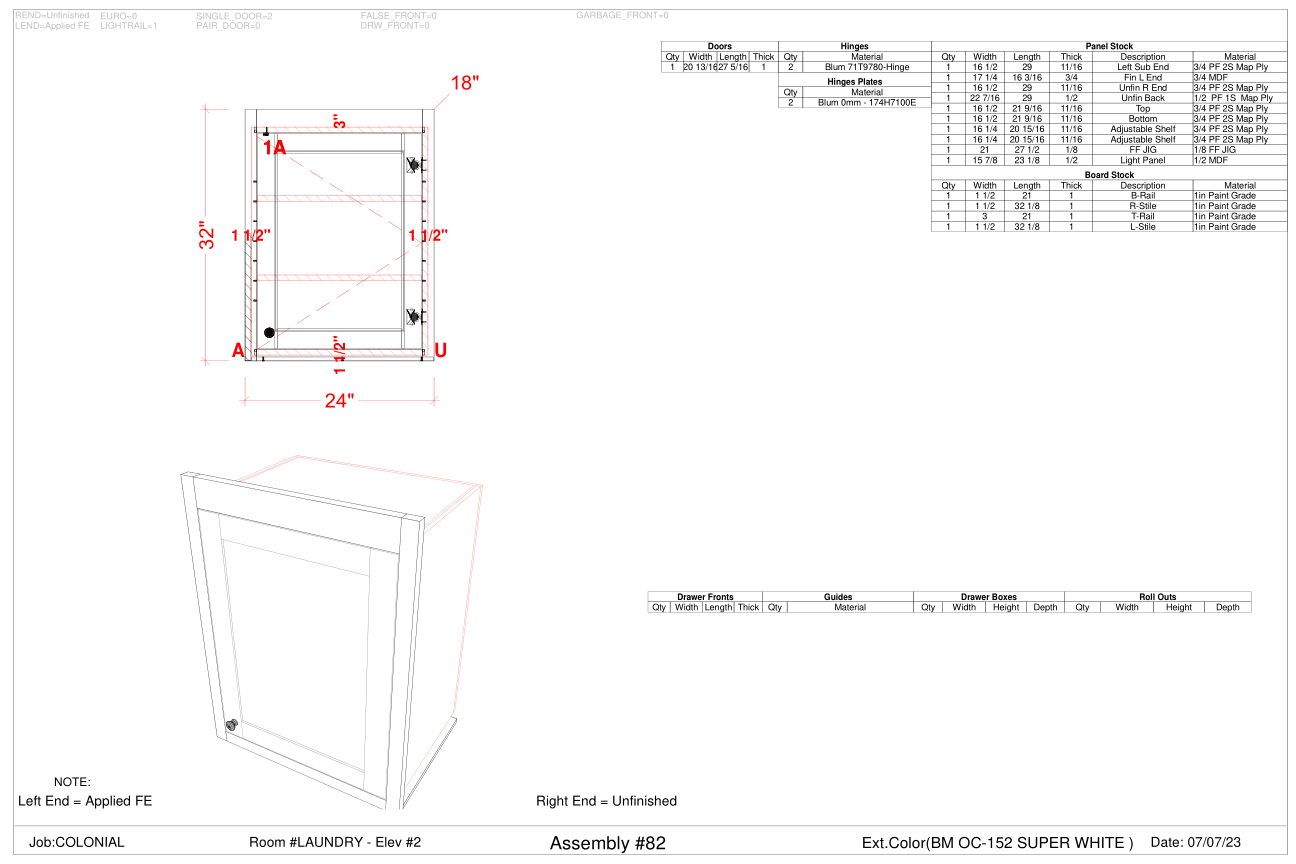 REND=Unfinished EURO=0 SINGLE_DOOR=2 FALSE_FRONT=0 GARBAGE_FRONT=0
LEND=Applied FE LIGHTRAIL=1 PAIR_DOOR=0 DRW_FRONT=0
Doors
Qty Width Length Thick
1 20 13/16 27 5/16 1
Hinges
Qty Material
2 Blum 71T9780-Hinge
Hinges Plates
Qty Material
2 Blum 0mm - 174H7100E
Panel Stock
Qty Width Length Thick Description Material
1 16 1/2 29 11/16 Left Sub End 3/4 PF 2S Map Ply
1 17 1/4 16 3/16 3/4 Fin L End 3/4 MDF
1 16 1/2 29 11/16 Unfin R End 3/4 PF 2S Map Ply
1 22 7/16 29 1/2 Unfin Back 1/2 PF 1S Map Ply
1 16 1/2 21 9/16 11/16 Top 3/4 PF 2S Map Ply
1 16 1/2 21 9/16 11/16 Bottom 3/4 PF 2S Map Ply
1 16 1/4 20 15/16 11/16 Adjustable Shelf 3/4 PF 2S Map Ply
1 16 1/4 20 15/16 11/16 Adjustable Shelf 3/4 PF 2S Map Ply
1 21 27 1/2 1/8 FF JIG 1/8 FF JIG
1 15 7/8 23 1/8 1/2 Light Panel 1/2 MDF
Board Stock
Qty Width Length Thick Description Material
1 1 1/2 21 1 B-Rail 1in Paint Grade
1 1 1/2 32 1/8 1 R-Stile 1in Paint Grade
1 3 21 1 T-Rail 1in Paint Grade
1 1 1/2 32 1/8 1 L-Stile 1in Paint Grade
18"
3"
1A
32"
1 1/2"
1 1/2"
A
1 1/2"
U
24"
Drawer Fronts
Qty Width Length Thick
Guides
Qty Material
Drawer Boxes
Qty Width Height Depth
Roll Outs
Qty Width Height Depth
NOTE:
Left End = Applied FE
Right End = Unfinished
Job:COLONIAL Room #LAUNDRY - Elev #2 Assembly #82 Ext.Color(BM OC-152 SUPER WHITE ) Date: 07/07/23